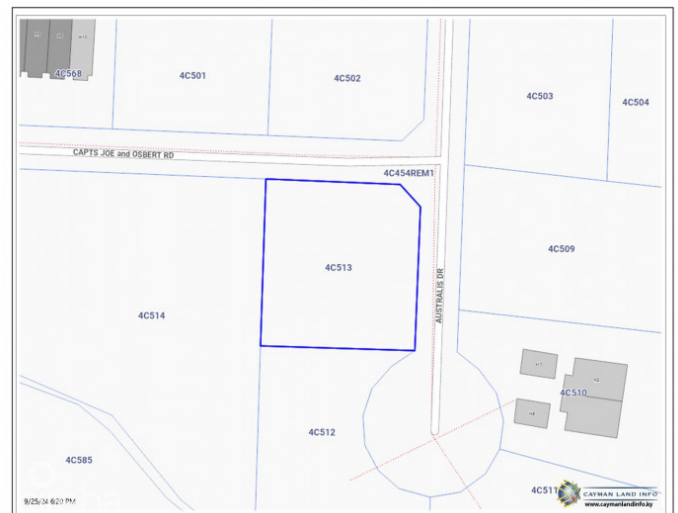 4C568
4C501
4C502
4C503
4C504
CAPTS JOE and OSBERT RD
4C454REM1
4C513
4C509
AUSTRALIS DR
4C514
4C510
4C512
4C585
4C511
CAYMAN LAND INFO
www.caymanlandinfo.ky
9/25/24 6:20 PM